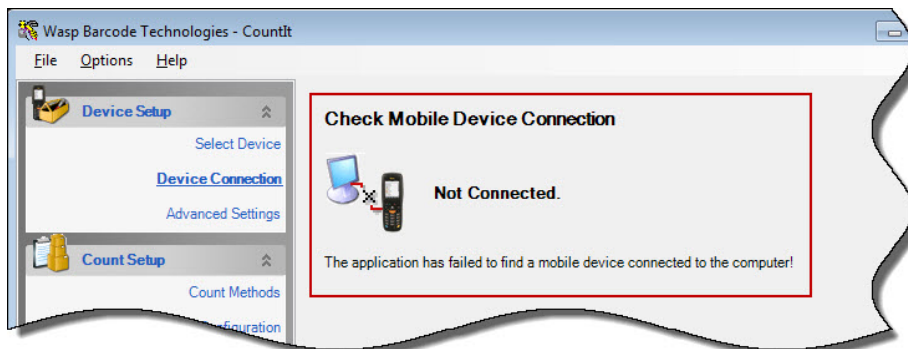 Wasp Barcode Technologies - CountIt
File Options Help
Device Setup
Select Device
Device Connection
Advanced Settings
Count Setup
Count Methods
Check Mobile Device Connection
Not Connected.
The application has failed to find a mobile device connected to the computer!